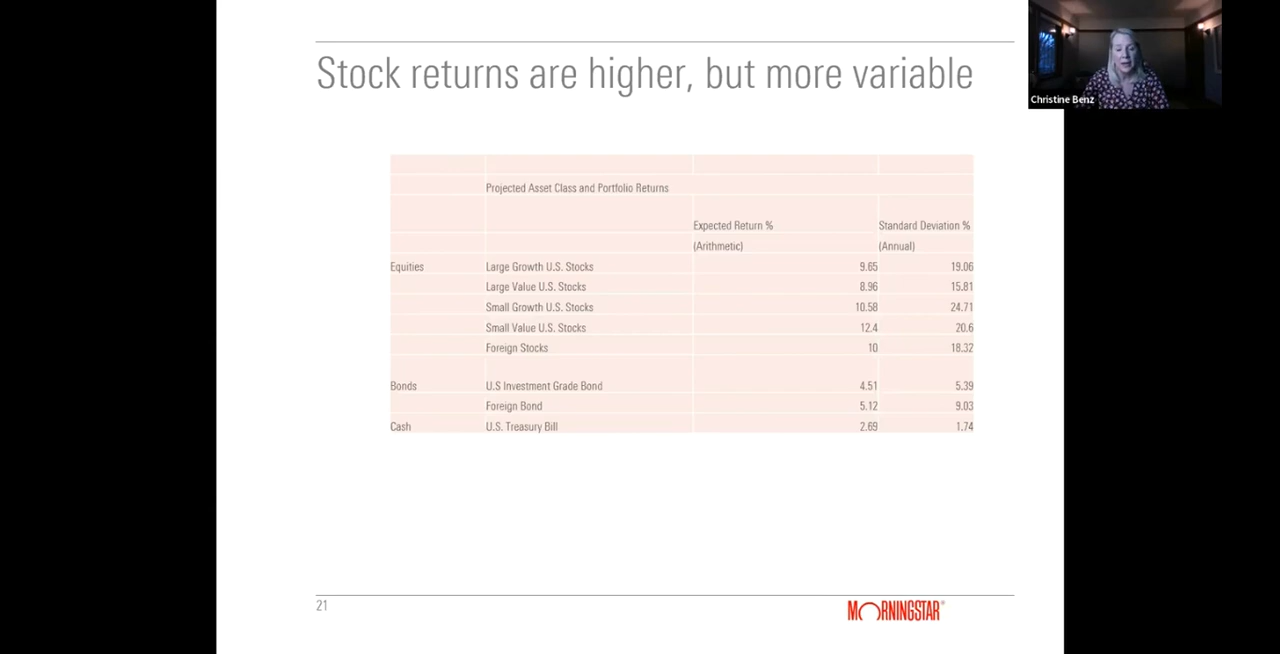 Stock returns are higher, but more variable
Christine Benz
Projected Asset Class and Portfolio Returns
Expected Return % Standard Deviation %
(Arithmetic) (Annual)
Equities Large Growth U.S. Stocks 9.65 19.06
Large Value U.S. Stocks 8.96 15.81
Small Growth U.S. Stocks 10.58 24.71
Small Value U.S. Stocks 12.4 20.6
Foreign Stocks 10 18.32
Bonds U.S Investment Grade Bond 4.51 5.39
Foreign Bond 5.12 9.03
Cash U.S. Treasury Bill 2.69 1.74
21
MORNINGSTAR®